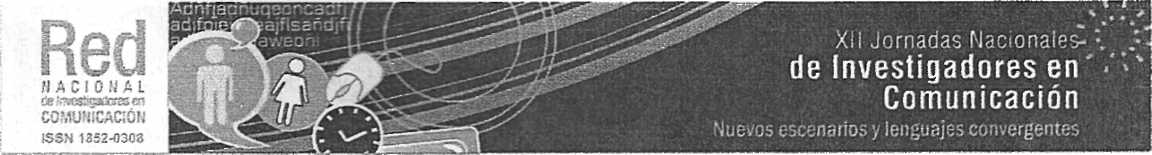 Red
NACIONAL
de Investigadores en
COMUNICACIÓN
ISSN 1852-0308
XII Jornadas Nacionales
de Investigadores en
Comunicación
Nuevos escenarios y lenguajes convergentes